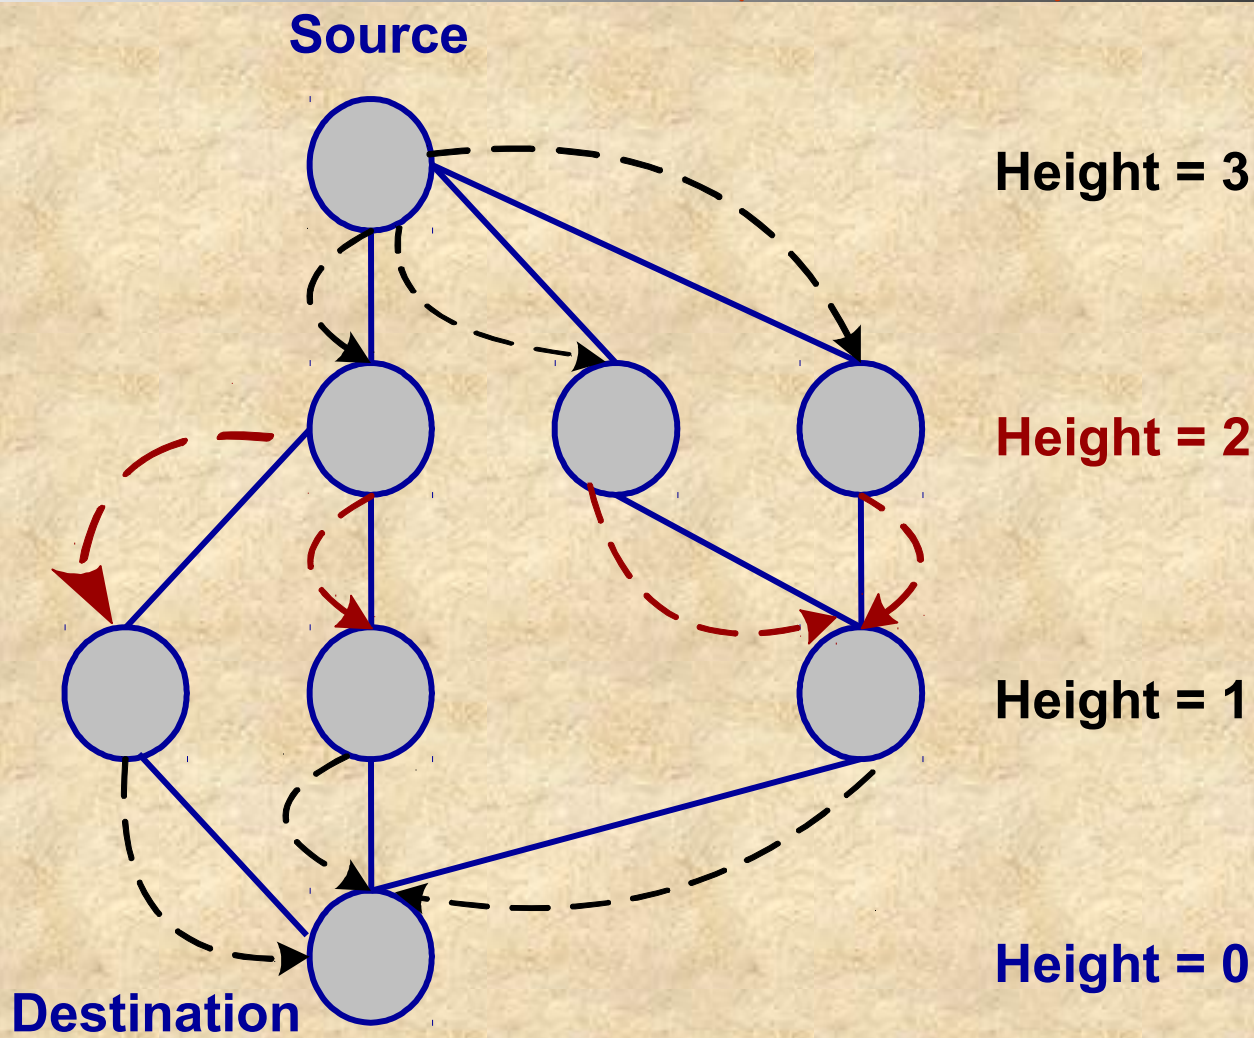 Source
Height = 3
Height = 2
Height = 1
Height = 0
Destination